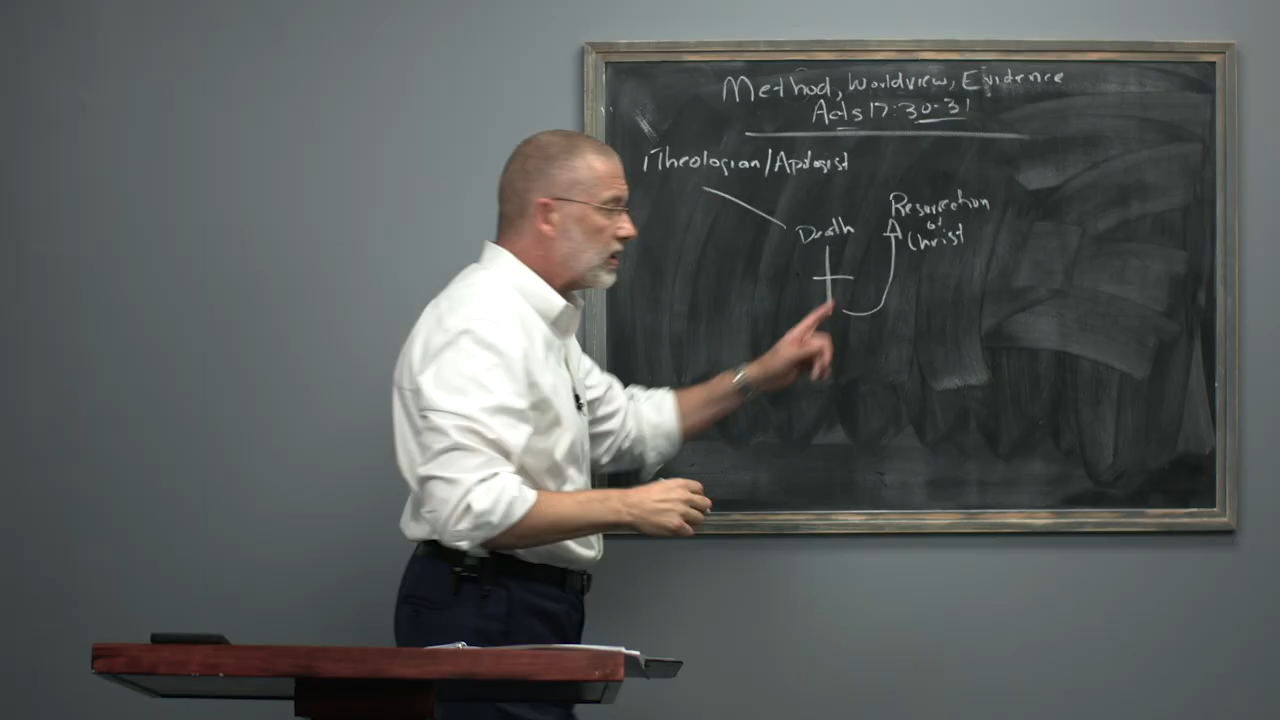 Method, Worldview, Evidence
Acts 17:30-31
Theologian/Apologist
Death
Resurrection
of
Christ